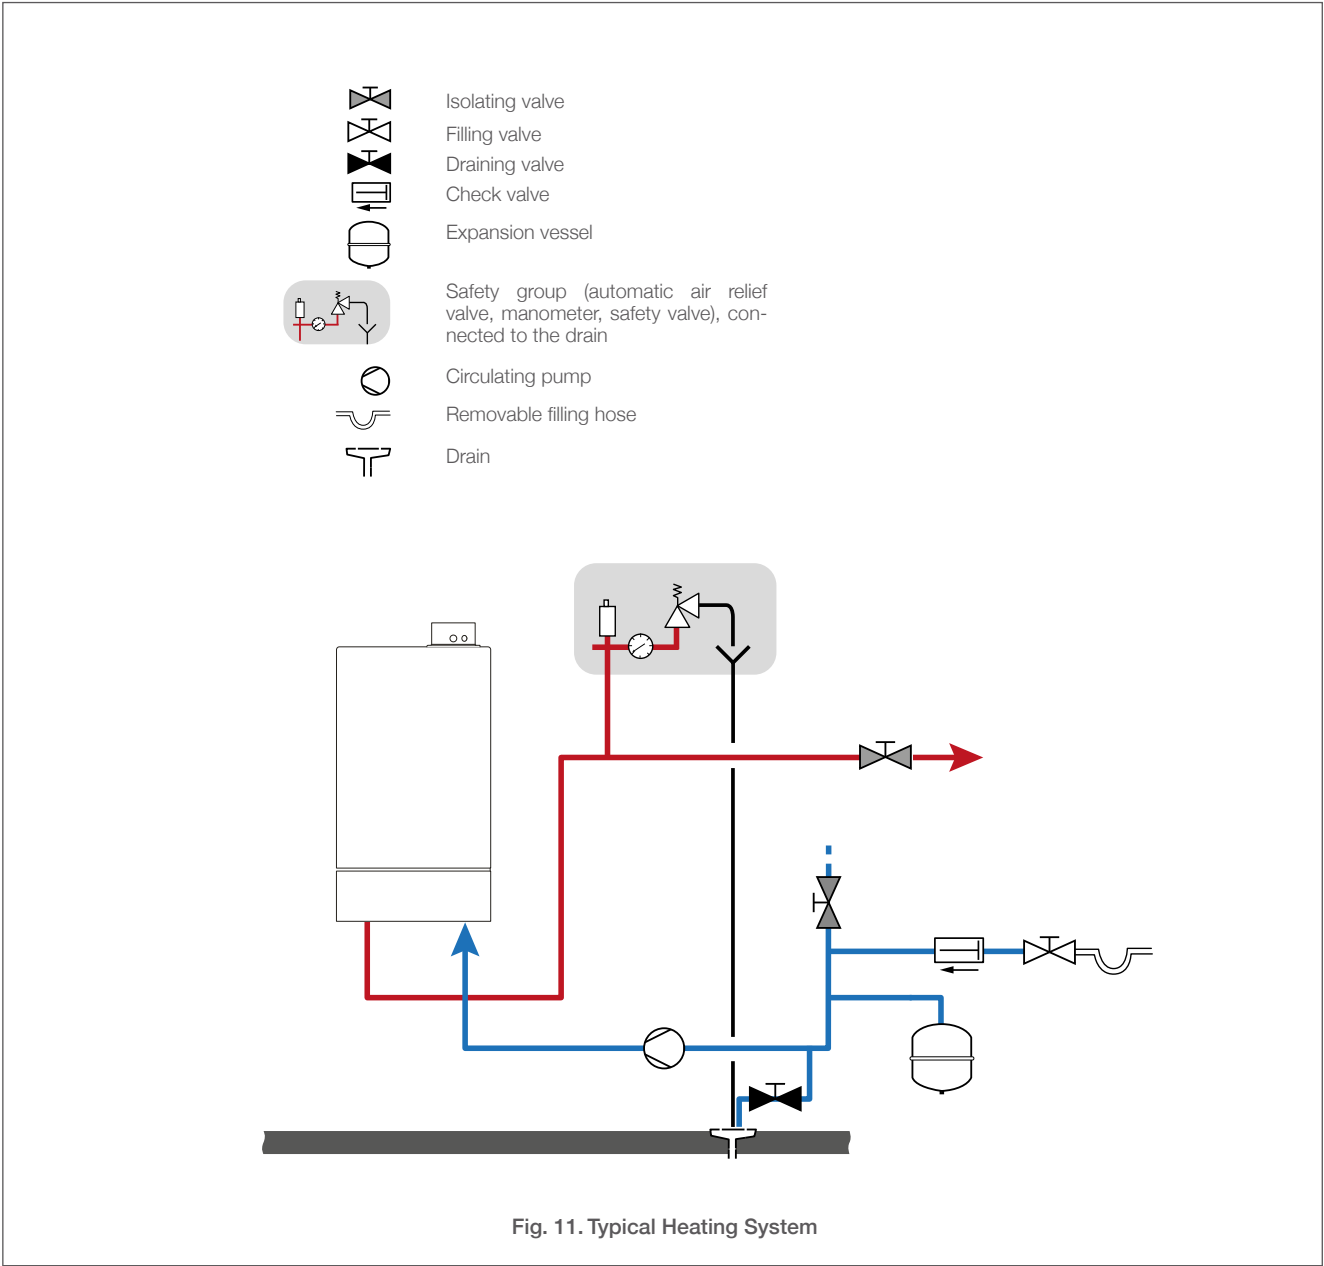 Isolating valve
Filling valve
Draining valve
Check valve
Expansion vessel
Safety group (automatic air relief
valve, manometer, safety valve), con-
nected to the drain
Circulating pump
Removable filling hose
Drain
Fig. 11. Typical Heating System